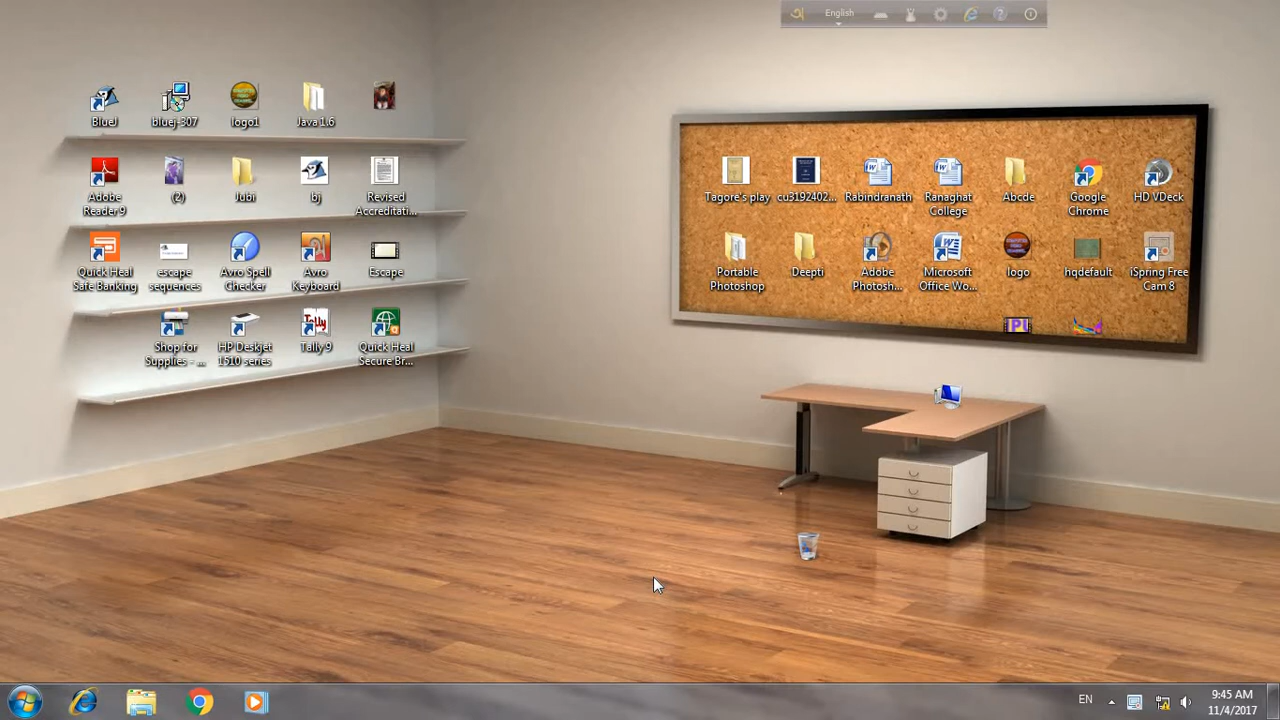 অ English
BlueJ
bluej-307
logo1
Java 1.6
Adobe
Reader 9
(2)
Jubi
bj
Revised
Accreditati...
Quick Heal
Safe Banking
escape
sequences
Avro Spell
Checker
Avro
Keyboard
Escape
Shop for
Supplies - ...
HP Deskjet
1510 series
Tally 9
Quick Heal
Secure Br...
Tagore's play
cu3192402...
Rabindranath
Ranaghat
College
Abcde
Google
Chrome
HD VDeck
Portable
Photoshop
Deepti
Adobe
Photosh...
Microsoft
Office Wo...
logo
hqdefault
iSpring Free
Cam 8
EN
9:45 AM
11/4/2017